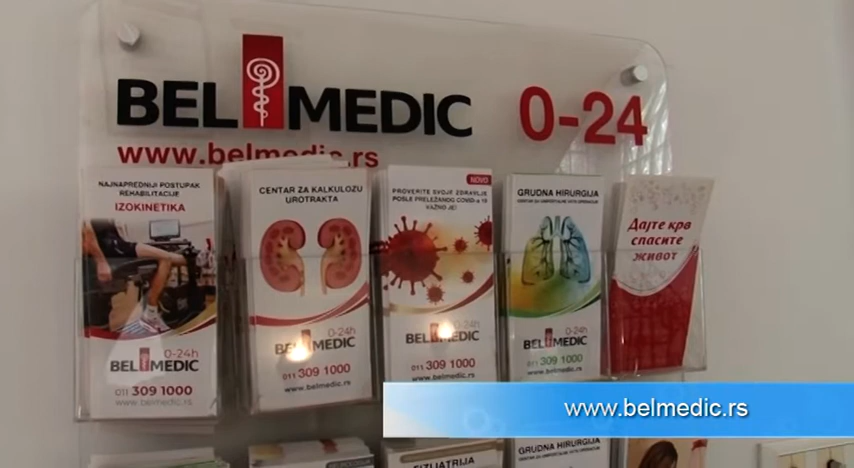 BEL MEDIC 0-24
www.belmedic.rs
NAJNAPREDNIJI POSTUPAK
REHABILITACIJE
IZOKINETIKA
0-24h
BEL MEDIC
011 309 1000
www.belmedic.rs
CENTAR ZA KALKULOZU
UROTRAKTA
0-24h
BEL MEDIC
011 309 1000
www.belmedic.rs
NOVO
PROVERITE SVOJE ZDRAVLJE
POSLE PRELEŽANOG COVID-a 19
VAŽNO JE!
0-24h
BEL MEDIC
011 309 1000
www.belmedic.rs
GRUDNA HIRURGIJA
0-24h
BEL MEDIC
011 309 1000
www.belmedic.rs
Дајте крв
спасите
живот
www.belmedic.rs
GRUDNA HIRURGIJA